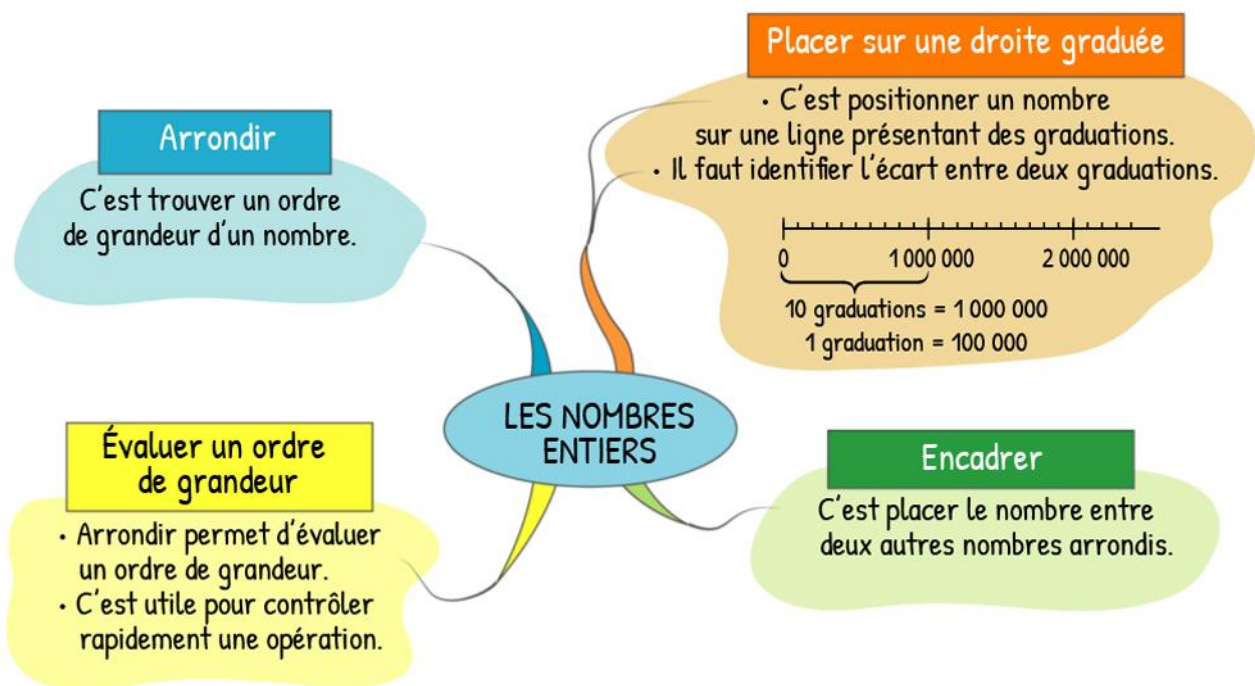 Placer sur une droite graduée
• C'est positionner un nombre
sur une ligne présentant des graduations.
• Il faut identifier l'écart entre deux graduations.
0 1 000 000 2 000 000
10 graduations = 1 000 000
1 graduation = 100 000
Arrondir
C'est trouver un ordre
de grandeur d'un nombre.
LES NOMBRES
ENTIERS
Évaluer un ordre
de grandeur
• Arrondir permet d'évaluer
un ordre de grandeur.
• C'est utile pour contrôler
rapidement une opération.
Encadrer
C'est placer le nombre entre
deux autres nombres arrondis.